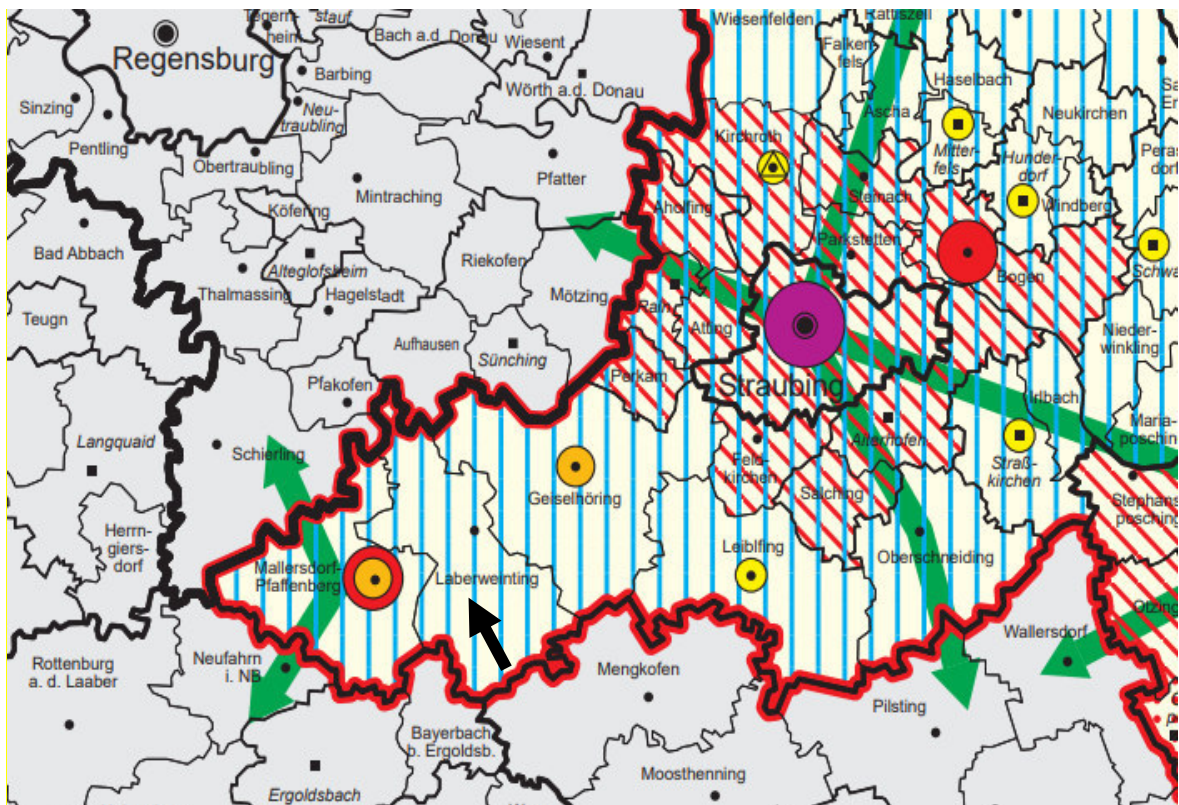 Tegern-
heim
stauf
Bach a.d. Donau
Wiesent
Wiesenfelden
Rattiszell
Regensburg
Barbing
Wörth a.d. Donau
Falken-
fels
Haselbach
Sinzing
Neu-
traubling
Ascha
Neukirchen
Pentling
Kirchroth
Mitter-
fels
Hunder-
dorf
Obertraubling
Mintraching
Pfatter
Steinach
Windberg
Köfering
Aholfing
Parkstetten
Bad Abbach
Alteglofsheim
Riekofen
Bogen
Thalmassing
Hagelstadt
Mötzing
Rain
Teugn
Atting
Nieder-
winkling
Aufhausen
Sünching
Perkam
Straubing
Pfakofen
Irlbach
Maria-
posching
Langquaid
Schierling
Aiterhofen
Feld-
kirchen
Straß-
kirchen
Geiselhöring
Salching
Stephans-
posching
Herrn-
giers-
dorf
Mallersdorf-
Pfaffenberg
Laberweinting
Leiblfing
Oberschneiding
Otzing
Wallersdorf
Rottenburg
a. d. Laaber
Neufahrn
i. NB
Mengkofen
Pilsting
Bayerbach
b. Ergoldsb.
Moosthenning
Ergoldsbach